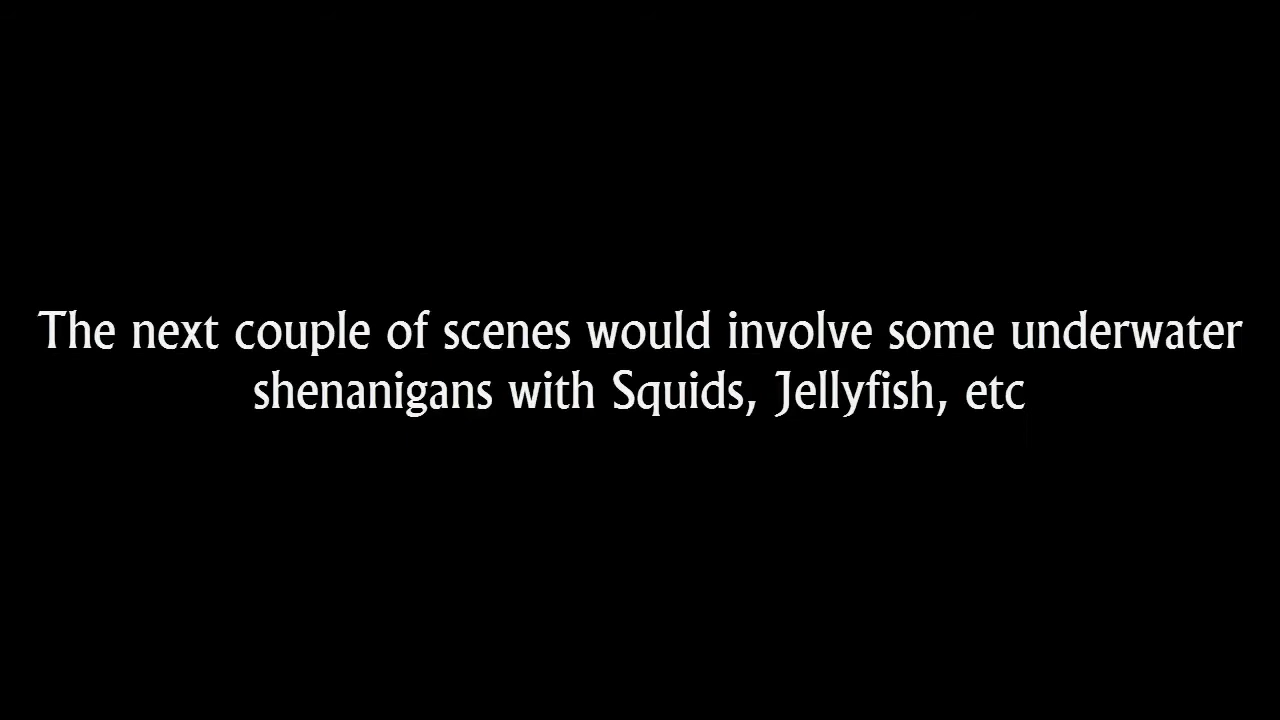 The next couple of scenes would involve some underwater
shenanigans with Squids, Jellyfish, etc